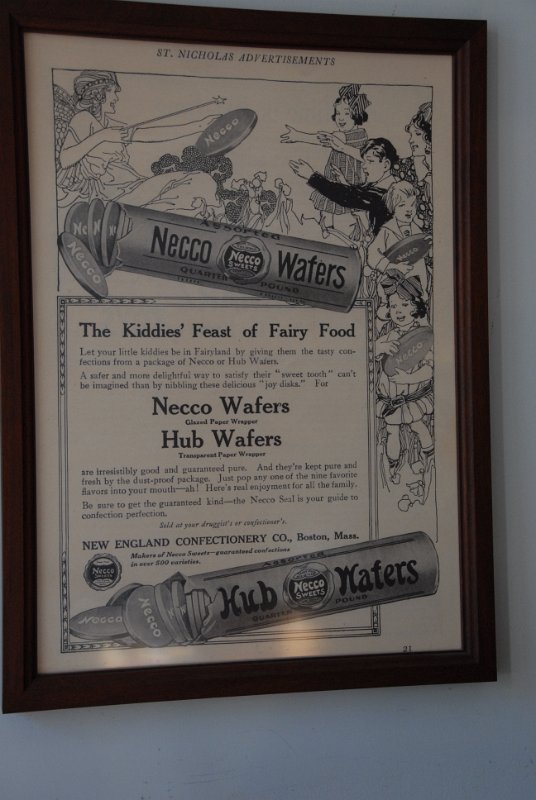 ST. NICHOLAS ADVERTISEMENTS
NECCO
Assorted
NECCO Wafers
NECCO SWEETS
QUARTER POUND
NECCO
NECCO
NECCO
The Kiddies' Feast of Fairy Food
Let your little kiddies be in Fairyland by giving them the tasty con-
fections from a package of Necco or Hub Wafers.
A safer and more delightful way to satisfy their "sweet tooth" can't
be imagined than by nibbling these delicious "joy disks." For
Necco Wafers
Glazed Paper Wrapper
Hub Wafers
Transparent Paper Wrapper
are irresistibly good and guaranteed pure. And they're kept pure and
fresh by the dust-proof package. Just pop any one of the nine favorite
flavors into your mouth—ah! Here's real enjoyment for all the family.
Be sure to get the guaranteed kind—the Necco Seal is your guide to
confection perfection.
Sold at your druggist's or confectioner's.
NEW ENGLAND CONFECTIONERY CO., Boston, Mass.
Makers of Necco Sweets—guaranteed confections
in over 500 varieties.
NECCO SWEETS
Assorted
Hub Wafers
NECCO SWEETS
QUARTER POUND
NECCO
NECCO
21